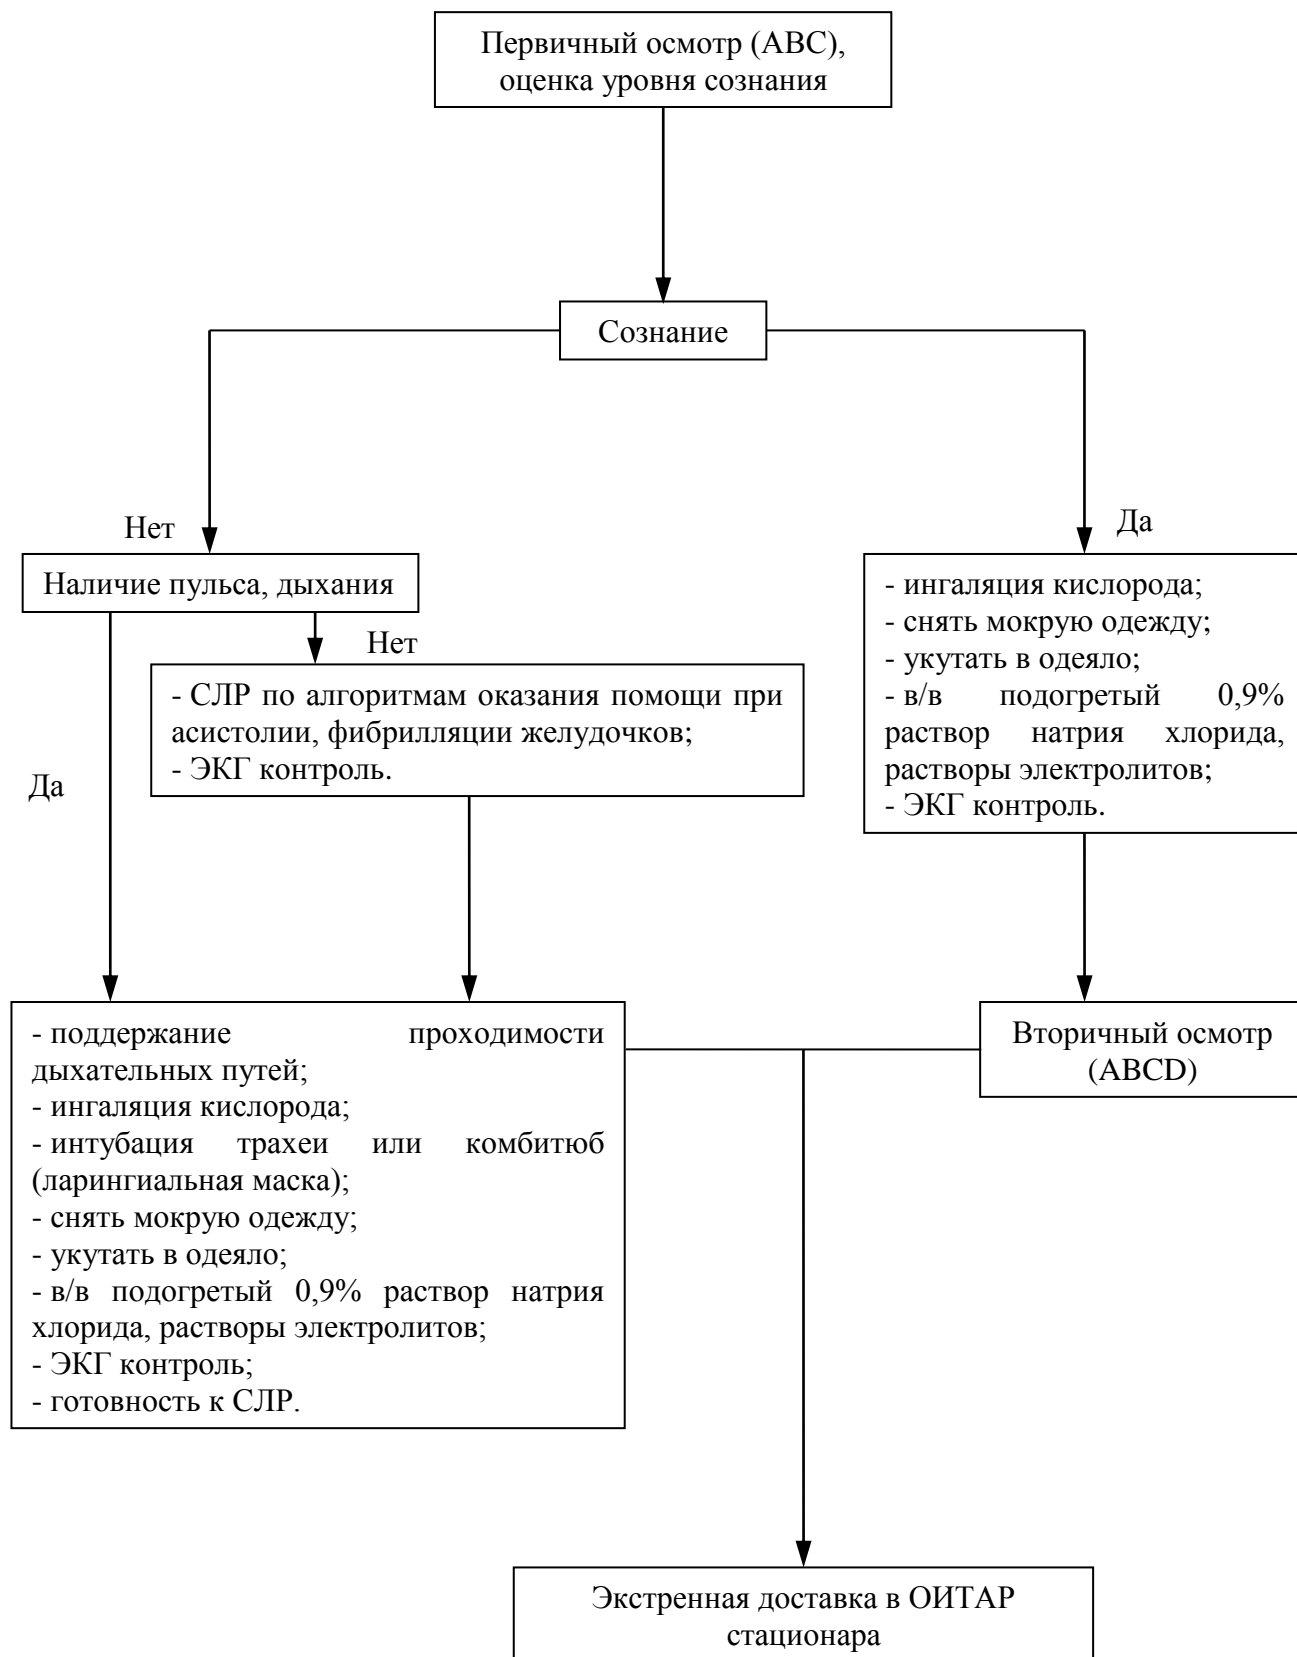 Первичный осмотр (ABC),
оценка уровня сознания
Сознание
Нет
Да
Наличие пульса, дыхания
- ингаляция кислорода;
- снять мокрую одежду;
- укутать в одеяло;
- в/в подогретый 0,9%
раствор натрия хлорида,
растворы электролитов;
- ЭКГ контроль.
Нет
- СЛР по алгоритмам оказания помощи при
асистолии, фибрилляции желудочков;
- ЭКГ контроль.
Да
- поддержание проходимости
дыхательных путей;
- ингаляция кислорода;
- интубация трахеи или комбитюб
(ларингиальная маска);
- снять мокрую одежду;
- укутать в одеяло;
- в/в подогретый 0,9% раствор натрия
хлорида, растворы электролитов;
- ЭКГ контроль;
- готовность к СЛР.
Вторичный осмотр
(ABCD)
Экстренная доставка в ОИТАР
стационара